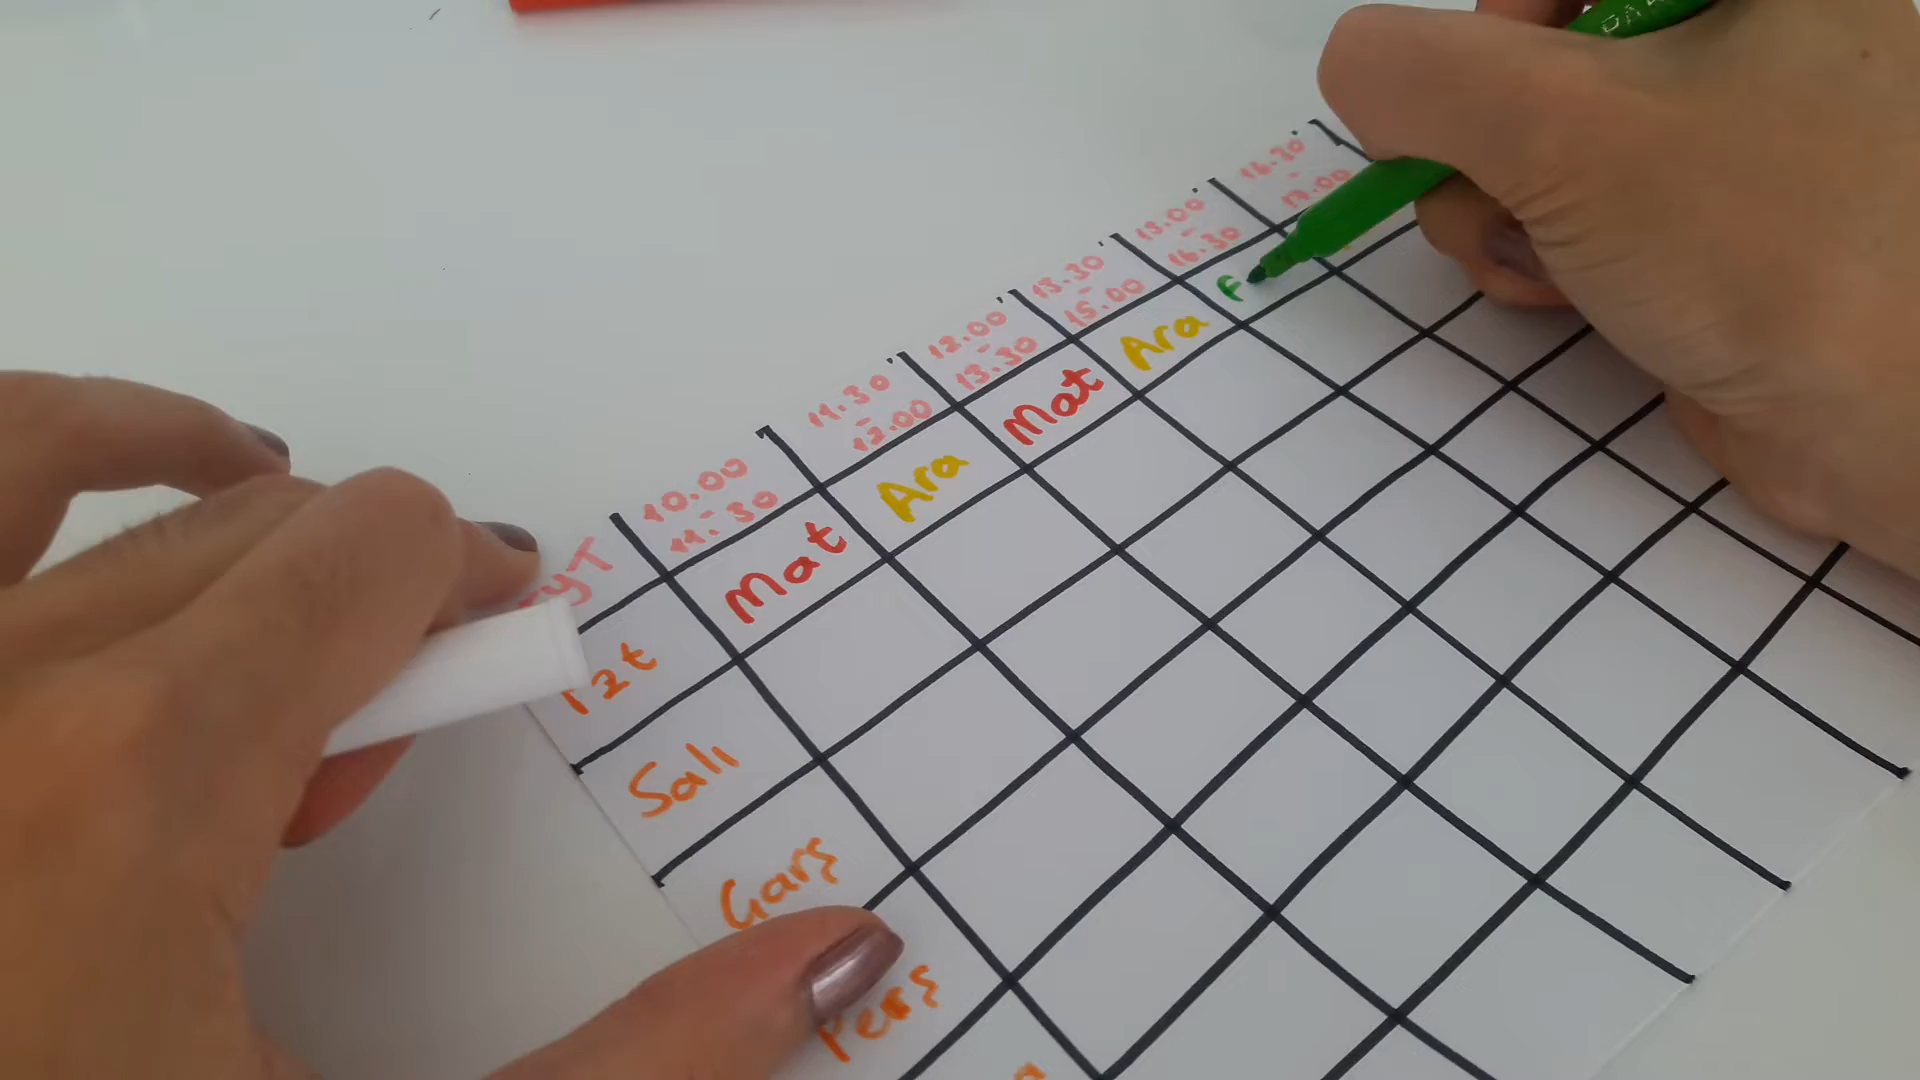 TYT
10.00 - 11.30
11.30 - 12.00
12.00 - 13.30
13.30 - 15.00
15.00 - 16.30
16.30 - 17.00
Pzt
Mat
Ara
Mat
Ara
F
Salı
Çarş
Perş